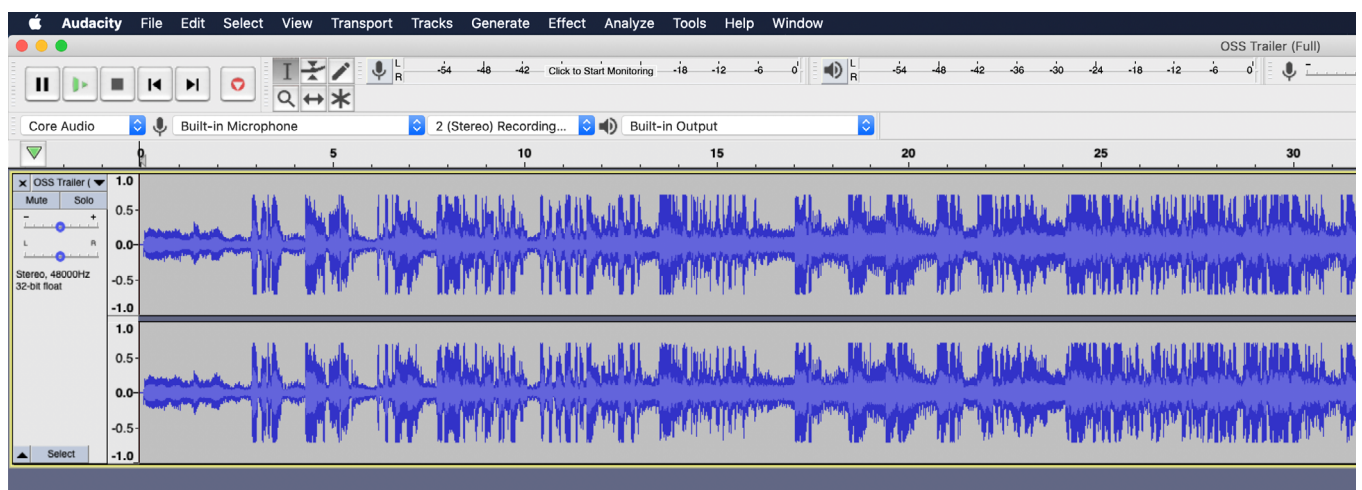 Audacity File Edit Select View Transport Tracks Generate Effect Analyze Tools Help Window
OSS Trailer (Full)
L
R
-54 -48 -42 Click to Start Monitoring -18 -12 -6 0
L
R
-54 -48 -42 -36 -30 -24 -18 -12 -6 0
Core Audio Built-in Microphone 2 (Stereo) Recording... Built-in Output
0 5 10 15 20 25 30
× OSS Trailer (
Mute Solo
- +
L R
Stereo, 48000Hz
32-bit float
Select
1.0
0.5
0.0
-0.5
-1.0
1.0
0.5
0.0
-0.5
-1.0